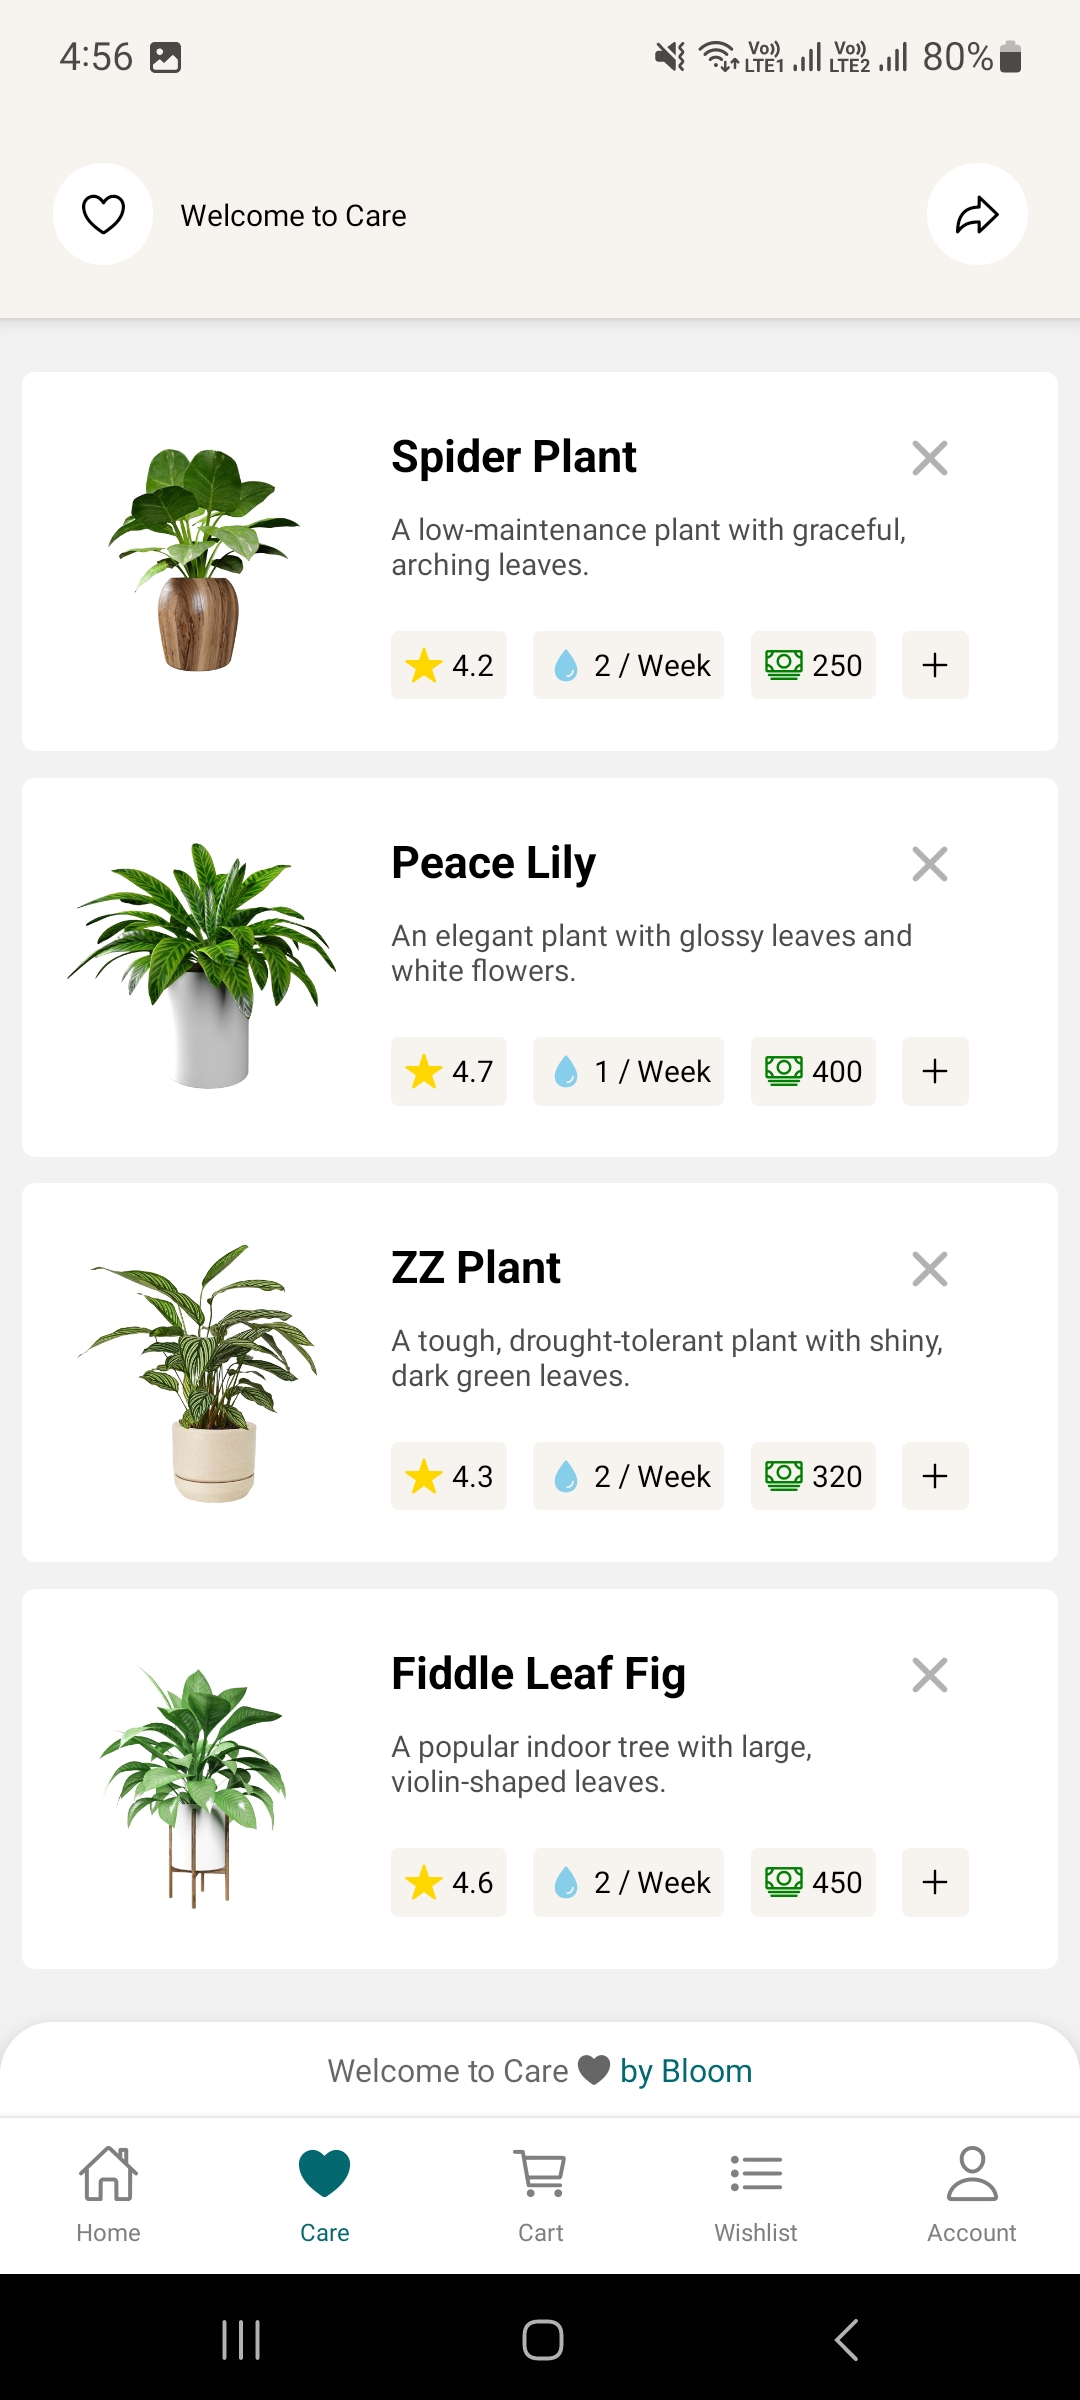 4:56
Vo)) LTE1 Vo)) LTE2 80%
Welcome to Care
Spider Plant
A low-maintenance plant with graceful,
arching leaves.
4.2 2 / Week 250 +
Peace Lily
An elegant plant with glossy leaves and
white flowers.
4.7 1 / Week 400 +
ZZ Plant
A tough, drought-tolerant plant with shiny,
dark green leaves.
4.3 2 / Week 320 +
Fiddle Leaf Fig
A popular indoor tree with large,
violin-shaped leaves.
4.6 2 / Week 450 +
Welcome to Care by Bloom
Home Care Cart Wishlist Account